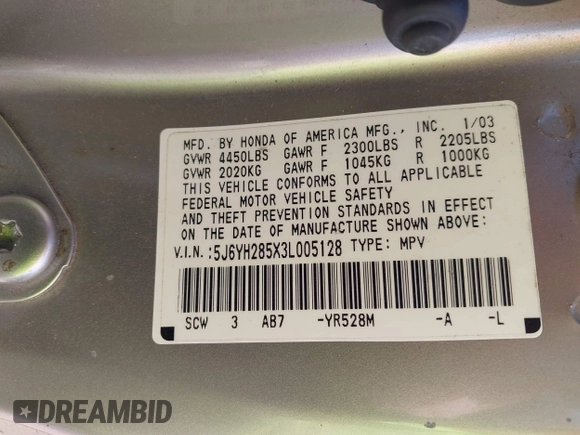 MFD. BY HONDA OF AMERICA MFG., INC. 1/03
GVWR 4450LBS GAWR F 2300LBS R 2205LBS
GVWR 2020KG GAWR F 1045KG R 1000KG
THIS VEHICLE CONFORMS TO ALL APPLICABLE
FEDERAL MOTOR VEHICLE SAFETY
AND THEFT PREVENTION STANDARDS IN EFFECT
ON THE DATE OF MANUFACTURE SHOWN ABOVE:
V.I.N.:5J6YH285X3L005128 TYPE: MPV
SCW 3 AB7 -YR528M -A -L
DREAMBID